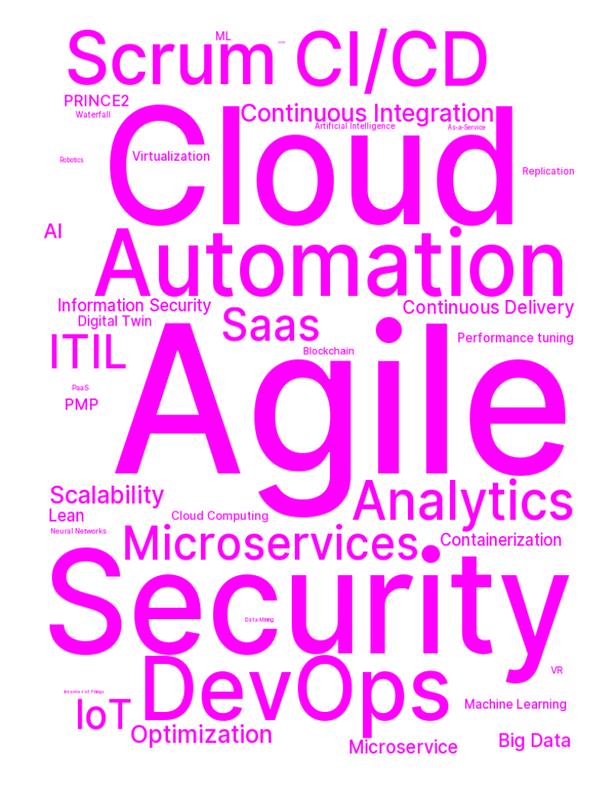 ML
Scrum CI/CD
PRINCE2
Continuous Integration
Waterfall
Artificial Intelligence
As-a-Service
Cloud
Robotics
Virtualization
Replication
AI
Automation
Information Security
Continuous Delivery
Digital Twin
Saas
ITIL
Performance tuning
Blockchain
Agile
PaaS
PMP
Scalability
Analytics
Lean
Cloud Computing
Neural Networks
Microservices
Containerization
Security
Data Mining
DevOps
VR
Internet of Things
IoT
Machine Learning
Optimization
Microservice
Big Data